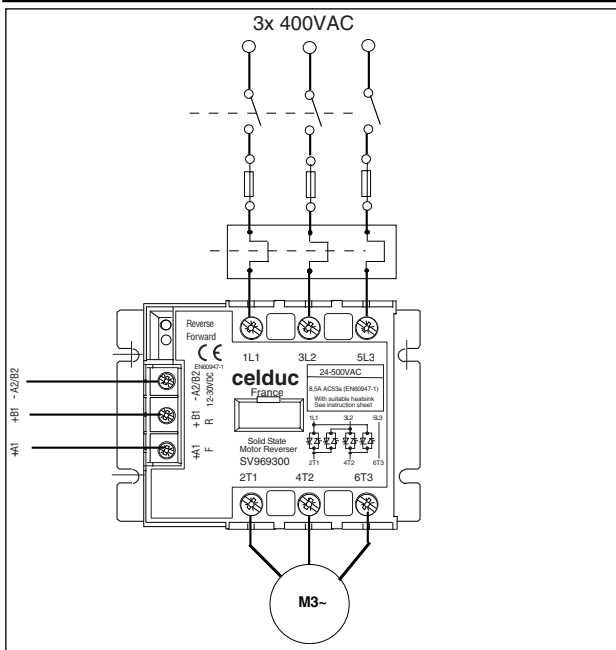 3x 400VAC
Reverse
Forward
CE
EN60947-1
1L1 3L2 5L3
celduc
France
24-500VAC
8,5A AC53a (EN60947-1)
With suitable heatsink
See instruction sheet
1L1 3L2 5L3
2T1 4T2 6T3
Solid State
Motor Reverser
SV969300
2T1 4T2 6T3
- A2/B2
+B1
+A1
-A2/B2
12-30VDC
+ B1 R
+A1 F
M3~